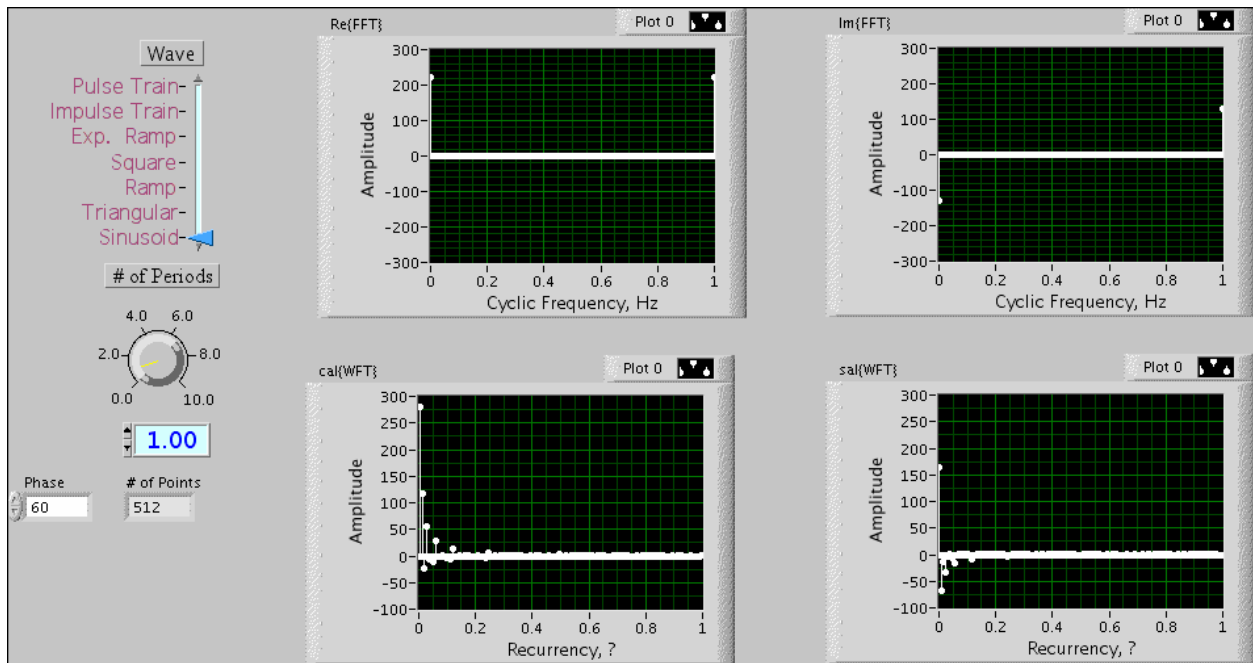 Wave
Pulse Train
Impulse Train
Exp. Ramp
Square
Ramp
Triangular
Sinusoid
# of Periods
4.0 6.0
2.0 8.0
0.0 10.0
1.00
Phase
# of Points
60
512
Re{FFT}
Plot 0
300
200
100
0
-100
-200
-300
Amplitude
0 0.2 0.4 0.6 0.8 1
Cyclic Frequency, Hz
Im{FFT}
Plot 0
300
200
100
0
-100
-200
-300
Amplitude
0 0.2 0.4 0.6 0.8 1
Cyclic Frequency, Hz
cal{WFT}
Plot 0
300
250
200
150
100
50
0
-50
-100
Amplitude
0 0.2 0.4 0.6 0.8 1
Recurrency, ?
sal{WFT}
Plot 0
300
250
200
150
100
50
0
-50
-100
Amplitude
0 0.2 0.4 0.6 0.8 1
Recurrency, ?